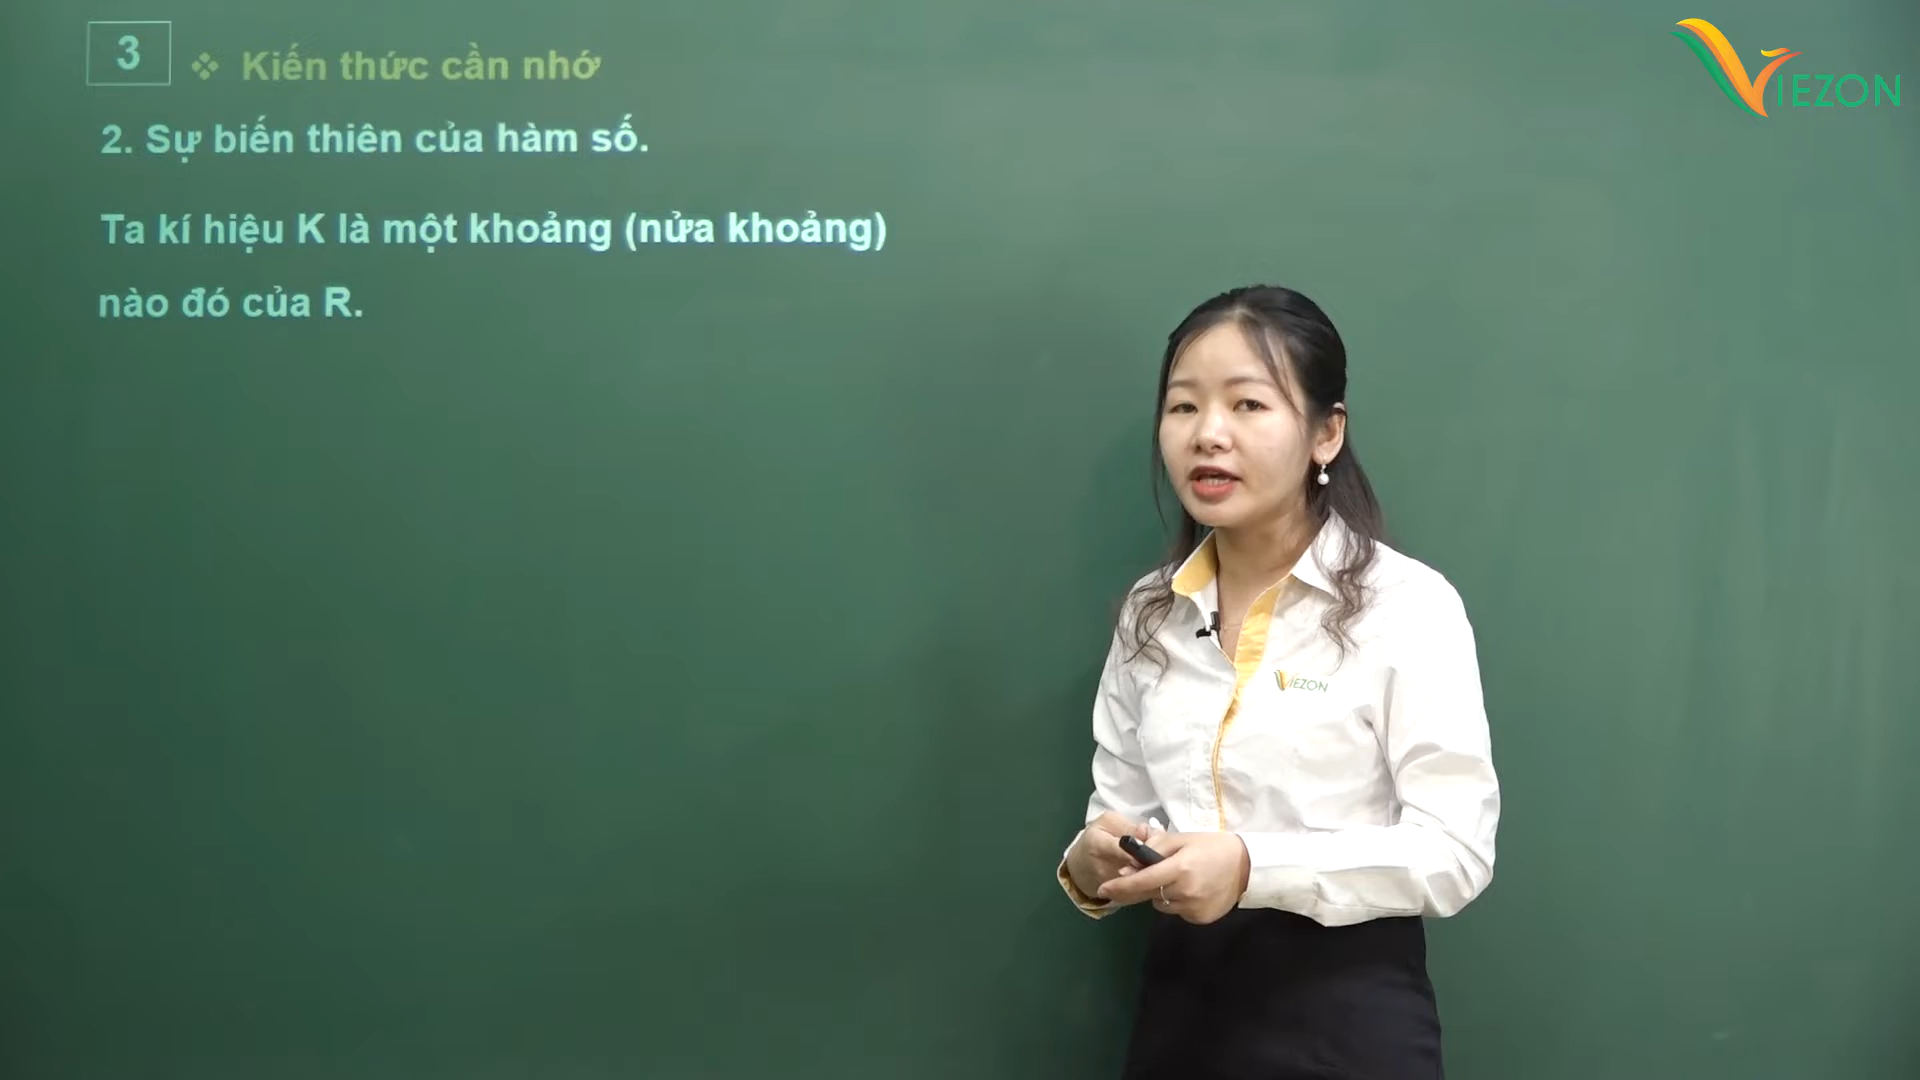 3
❖ Kiến thức cần nhớ
VIEZON
2. Sự biến thiên của hàm số.
Ta kí hiệu K là một khoảng (nửa khoảng)
nào đó của R.
VIEZON